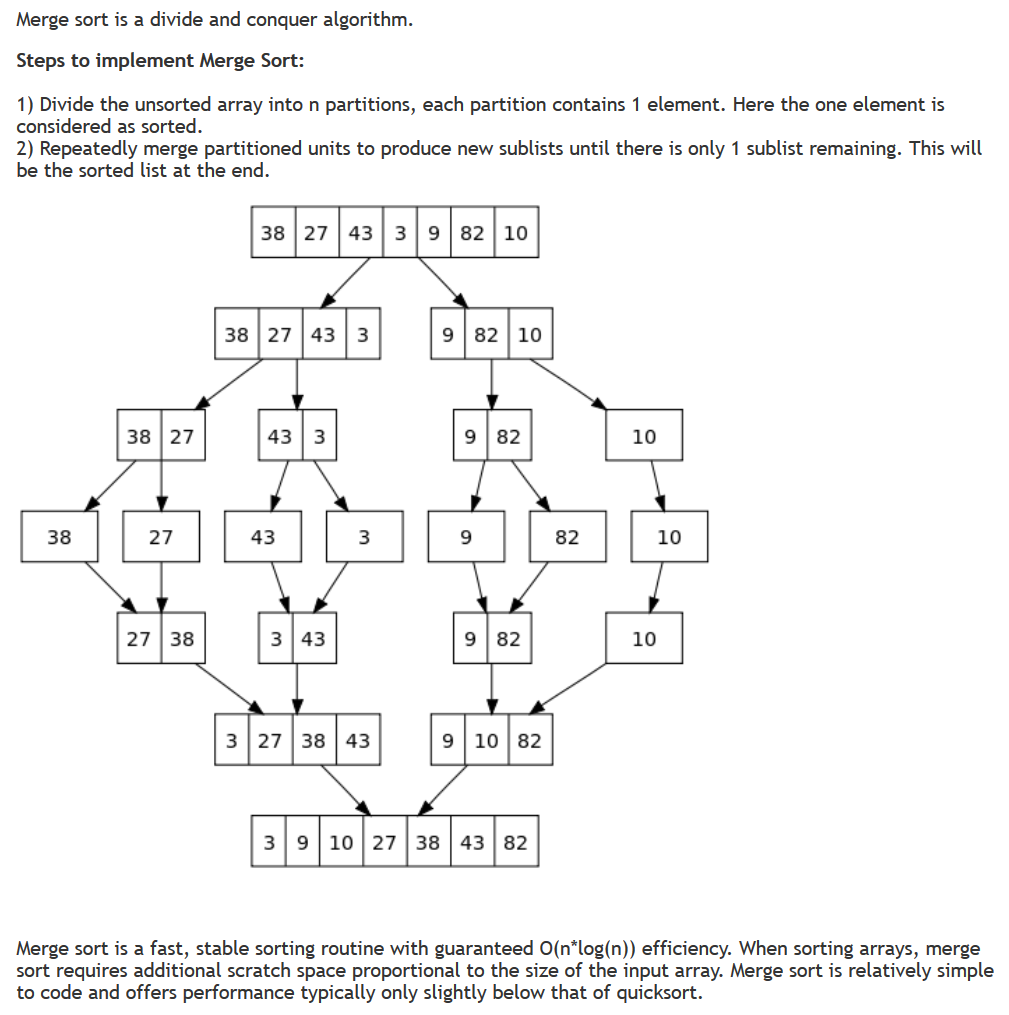 Merge sort is a divide and conquer algorithm.
Steps to implement Merge Sort:
1) Divide the unsorted array into n partitions, each partition contains 1 element. Here the one element is
considered as sorted.
2) Repeatedly merge partitioned units to produce new sublists until there is only 1 sublist remaining. This will
be the sorted list at the end.
38 27 43 3 9 82 10
38 27 43 3 9 82 10
38 27 43 3 9 82 10
38 27 43 3 9 82 10
27 38 3 43 9 82 10
3 27 38 43 9 10 82
3 9 10 27 38 43 82
Merge sort is a fast, stable sorting routine with guaranteed O(n*log(n)) efficiency. When sorting arrays, merge
sort requires additional scratch space proportional to the size of the input array. Merge sort is relatively simple
to code and offers performance typically only slightly below that of quicksort.